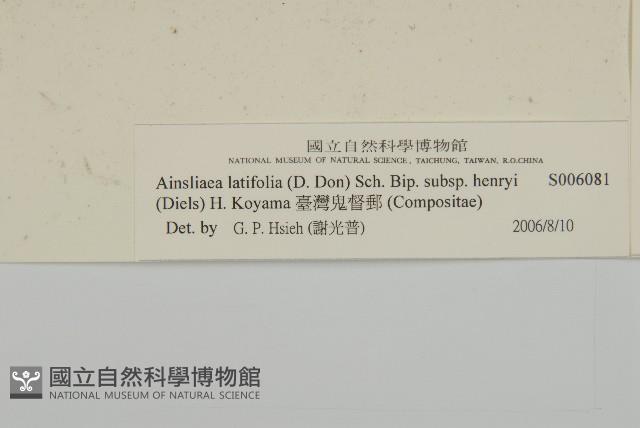 國立自然科學博物館
NATIONAL MUSEUM OF NATURAL SCIENCE, TAICHUNG, TAIWAN, R.O.CHINA
Ainsliaea latifolia (D. Don) Sch. Bip. subsp. henryi S006081
(Diels) H. Koyama 臺灣鬼督郵 (Compositae)
Det. by G. P. Hsieh (謝光普) 2006/8/10
國立自然科學博物館
NATIONAL MUSEUM OF NATURAL SCIENCE